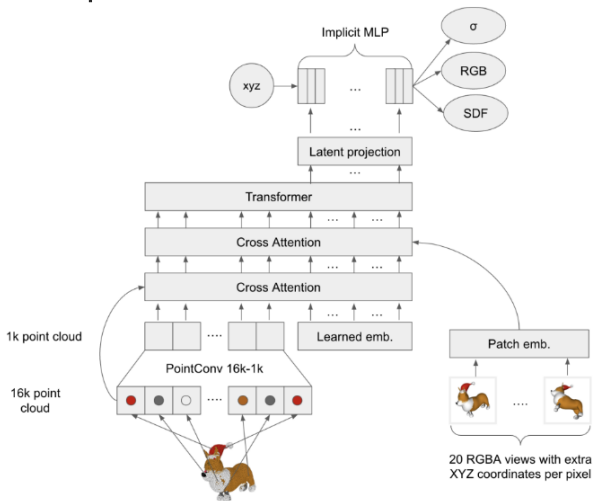 Implicit MLP
σ
xyz
...
RGB
SDF
...
Latent projection
...
Transformer
... ...
Cross Attention
... ...
Cross Attention
... ...
1k point cloud
....
Learned emb.
Patch emb.
PointConv 16k-1k
16k point
cloud
....
....
20 RGBA views with extra
XYZ coordinates per pixel